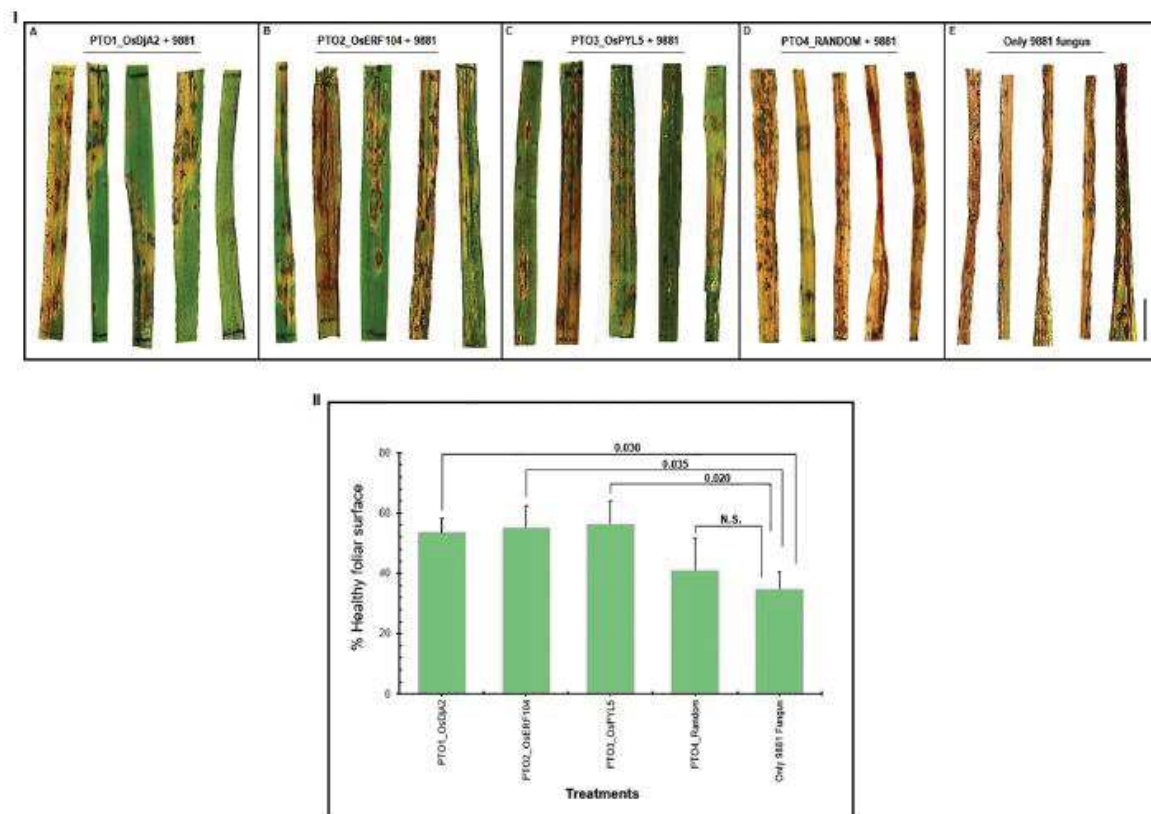 I
A
PTO1_OsDjA2 + 9881
B
PTO2_OsERF104 + 9881
C
PTO3_OsPYL5 + 9881
D
PTO4_RANDOM + 9881
E
Only 9881 fungus
II
0.030
0.035
0.020
N.S.
80
60
40
20
0
% Healthy foliar surface
PTO1_OsDjA2
PTO2_OsERF104
PTO3_OsPYL5
PTO4_Random
Only 9881 Fungus
Treatments